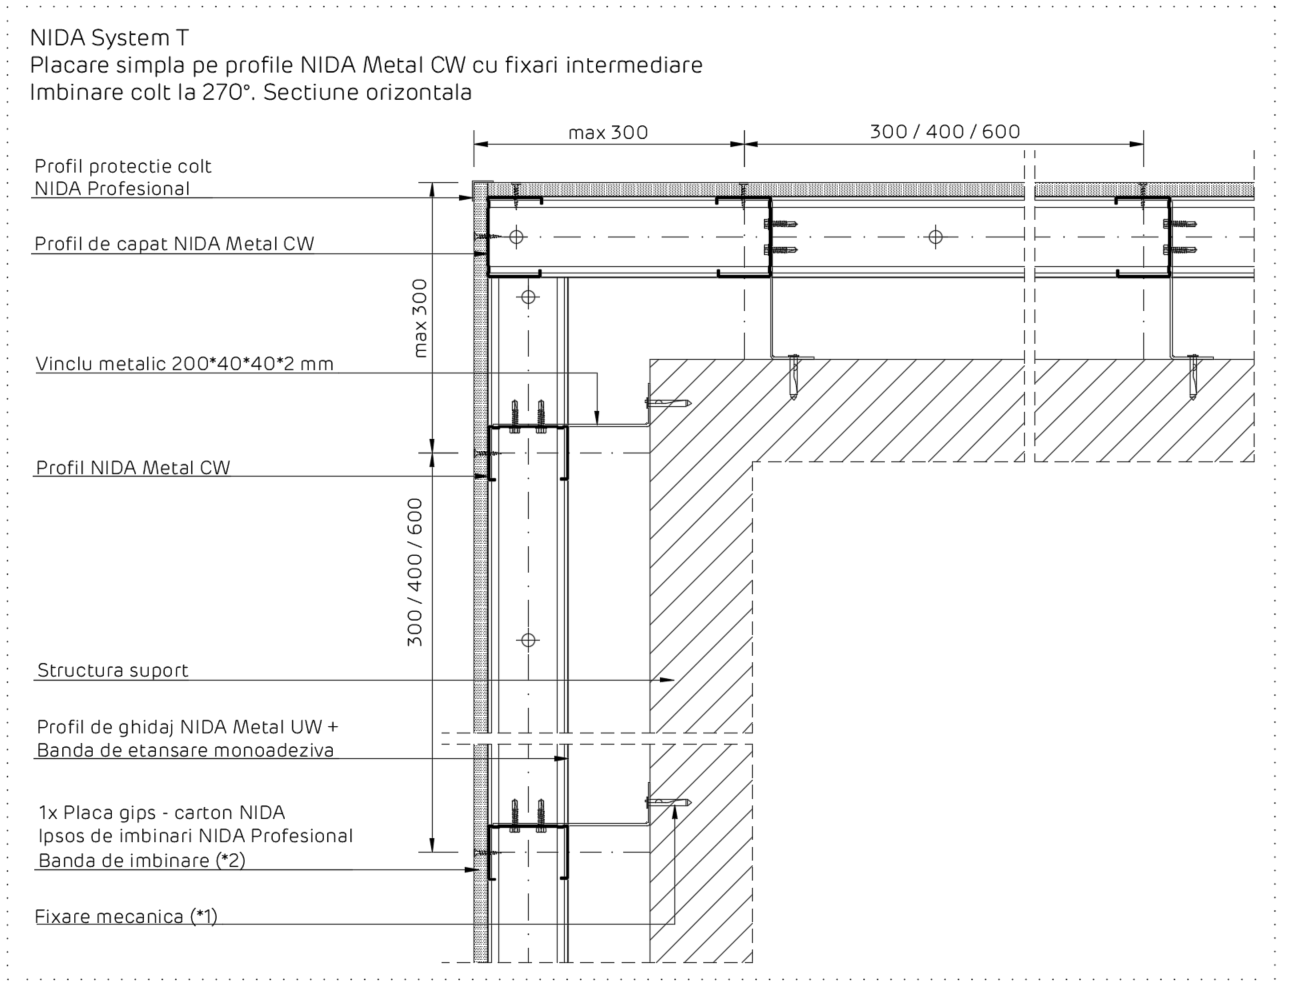 NIDA System T
Placare simpla pe profile NIDA Metal CW cu fixari intermediare
Imbinare colt la 270°. Sectiune orizontala
max 300
300 / 400 / 600
Profil protectie colt
NIDA Profesional
Profil de capat NIDA Metal CW
max 300
Vinclu metalic 200*40*40*2 mm
Profil NIDA Metal CW
300 / 400 / 600
Structura suport
Profil de ghidaj NIDA Metal UW +
Banda de etansare monoadeziva
1x Placa gips - carton NIDA
Ipsos de imbinari NIDA Profesional
Banda de imbinare (*2)
Fixare mecanica (*1)